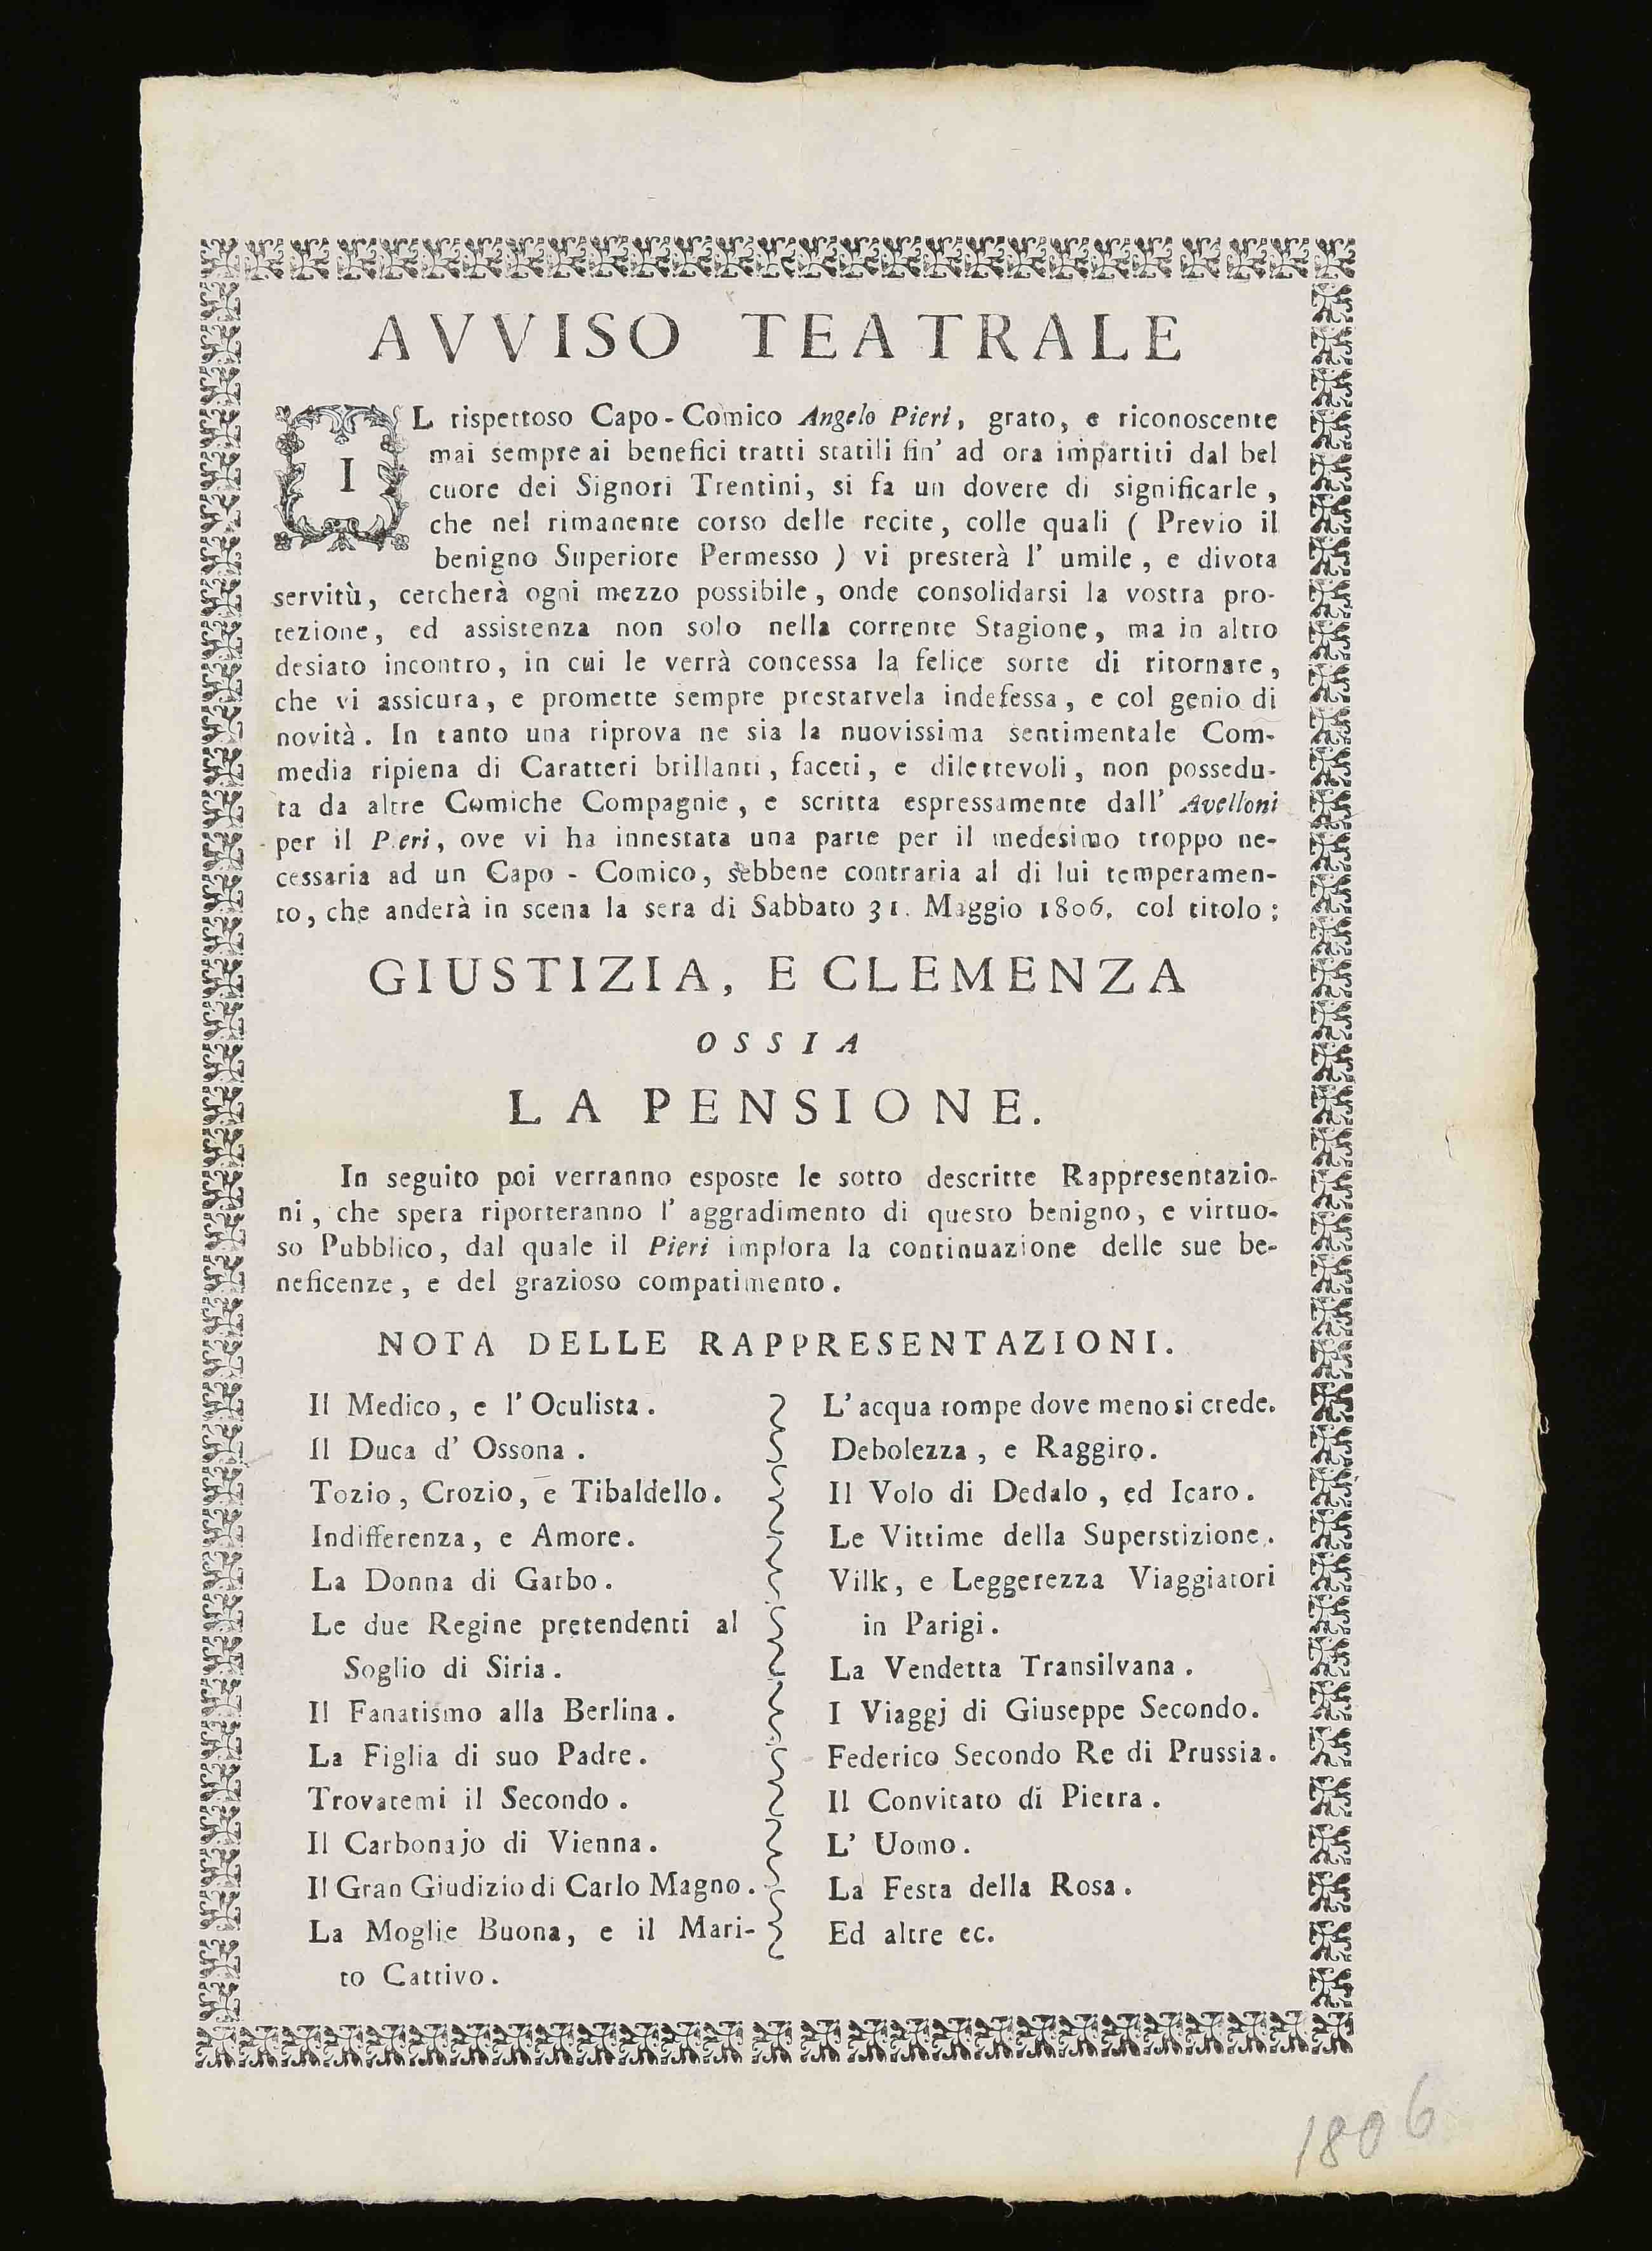 AVVISO TEATRALE
IL rispettoso Capo-Comico Angelo Pieri, grato, e riconoscente
mai sempre ai benefici tratti statili fin' ad ora impartiti dal bel
cuore dei Signori Trentini, si fa un dovere di significarle,
che nel rimanente corso delle recite, colle quali ( Previo il
benigno Superiore Permesso ) vi presterà l' umile, e divota
servitù, cercherà ogni mezzo possibile, onde consolidarsi la vostra pro-
tezione, ed assistenza non solo nella corrente Stagione, ma in altro
desiato incontro, in cui le verrà concessa la felice sorte di ritornare,
che vi assicura, e promette sempre prestarvela indefessa, e col genio di
novità. In tanto una riprova ne sia la nuovissima sentimentale Com-
media ripiena di Caratteri brillanti, faceti, e dilettevoli, non possedu-
ta da altre Comiche Compagnie, e scritta espressamente dall' Avelloni
per il Pieri, ove vi ha innestata una parte per il medesimo troppo ne-
cessaria ad un Capo - Comico, sebbene contraria al di lui temperamen-
to, che anderà in scena la sera di Sabbato 31. Maggio 1806. col titolo:
GIUSTIZIA, E CLEMENZA
OSSIA
LA PENSIONE.
In seguito poi verranno esposte le sotto descritte Rappresentazio-
ni, che spera riporteranno l' aggradimento di questo benigno, e virtuo-
so Pubblico, dal quale il Pieri implora la continuazione delle sue be-
neficenze, e del grazioso compatimento.
NOTA DELLE RAPPRESENTAZIONI.
Il Medico, e l' Oculista.
Il Duca d' Ossona.
Tozio, Crozio, e Tibaldello.
Indifferenza, e Amore.
La Donna di Garbo.
Le due Regine pretendenti al
Soglio di Siria.
Il Fanatismo alla Berlina.
La Figlia di suo Padre.
Trovatemi il Secondo.
Il Carbonajo di Vienna.
Il Gran Giudizio di Carlo Magno.
La Moglie Buona, e il Mari-
to Cattivo.
L' acqua rompe dove meno si crede.
Debolezza, e Raggiro.
Il Volo di Dedalo, ed Icaro.
Le Vittime della Superstizione.
Vilk, e Leggerezza Viaggiatori
in Parigi.
La Vendetta Transilvana.
I Viaggj di Giuseppe Secondo.
Federico Secondo Re di Prussia.
Il Convitato di Pietra.
L' Uomo.
La Festa della Rosa.
Ed altre ec.
1806